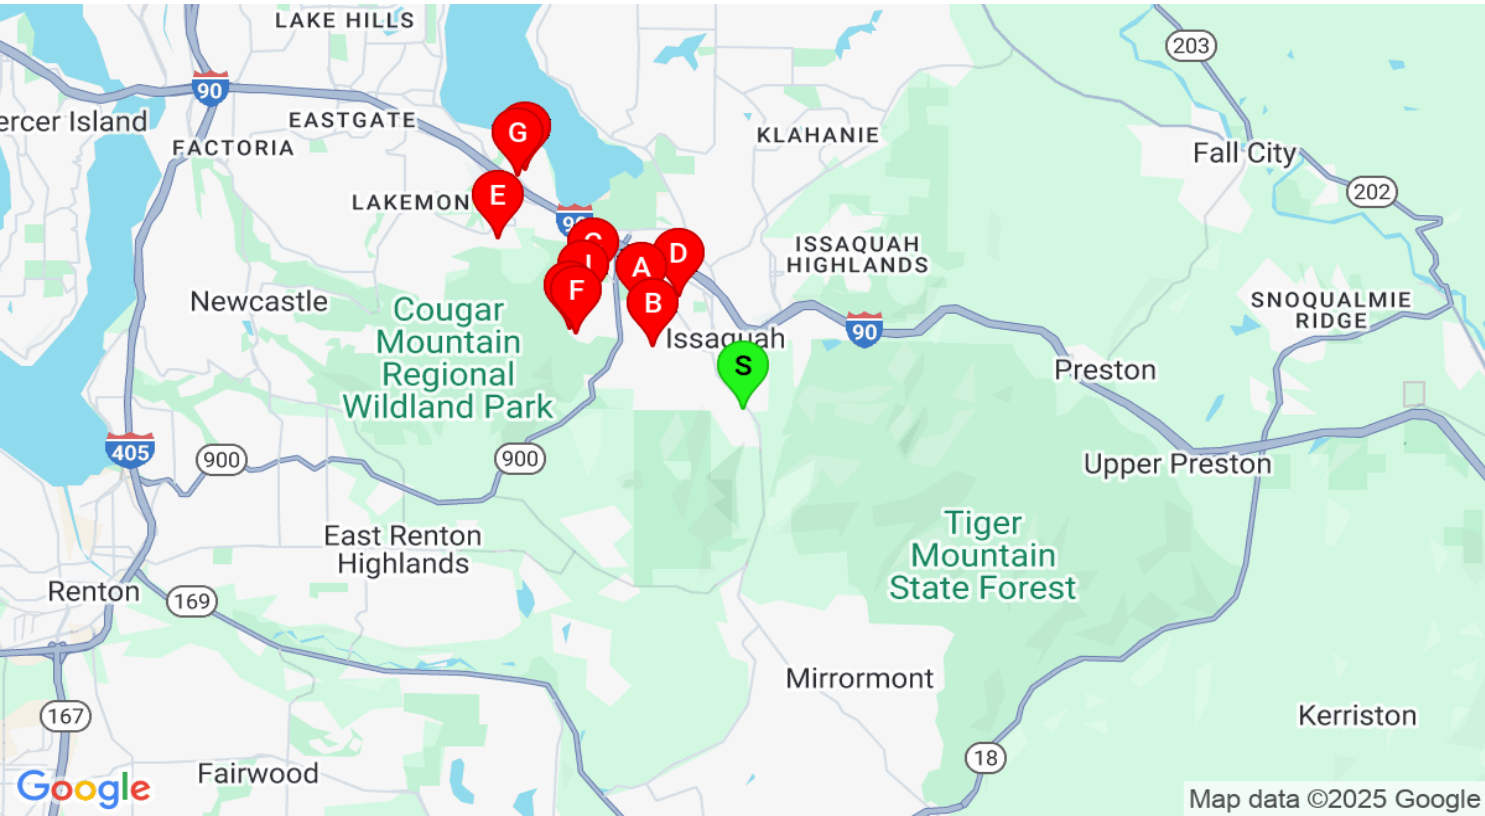 LAKE HILLS
203
90
EASTGATE
ercer Island
FACTORIA
KLAHANIE
Fall City
G
202
LAKEMON
E
90
ISSAQUAH
HIGHLANDS
D
A
F
B
Newcastle
Cougar
Mountain
Regional
Wildland Park
SNOQUALMIE
RIDGE
90
Issaquah
S
Preston
405
900
900
Upper Preston
East Renton
Highlands
Tiger
Mountain
State Forest
Renton
169
Mirrormont
167
Kerriston
18
Fairwood
Google
Map data ©2025 Google